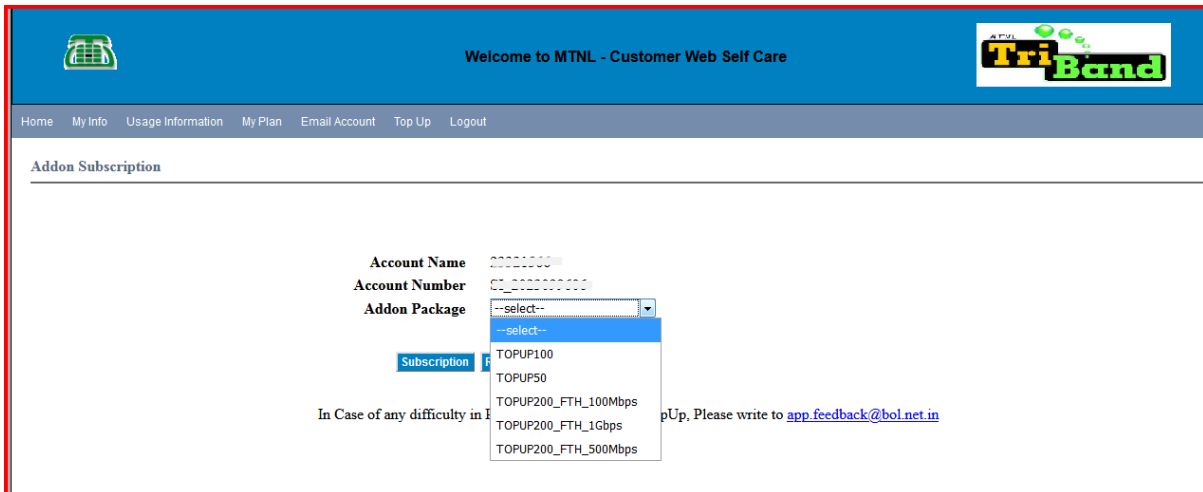 Welcome to MTNL - Customer Web Self Care
MTNL
TriBand
Home My Info Usage Information My Plan Email Account Top Up Logout
Addon Subscription
Account Name
Account Number
Addon Package --select--
--select--
TOPUP100
TOPUP50
TOPUP200_FTH_100Mbps
TOPUP200_FTH_1Gbps
TOPUP200_FTH_500Mbps
Subscription
In Case of any difficulty in pUp, Please write to app.feedback@bol.net.in